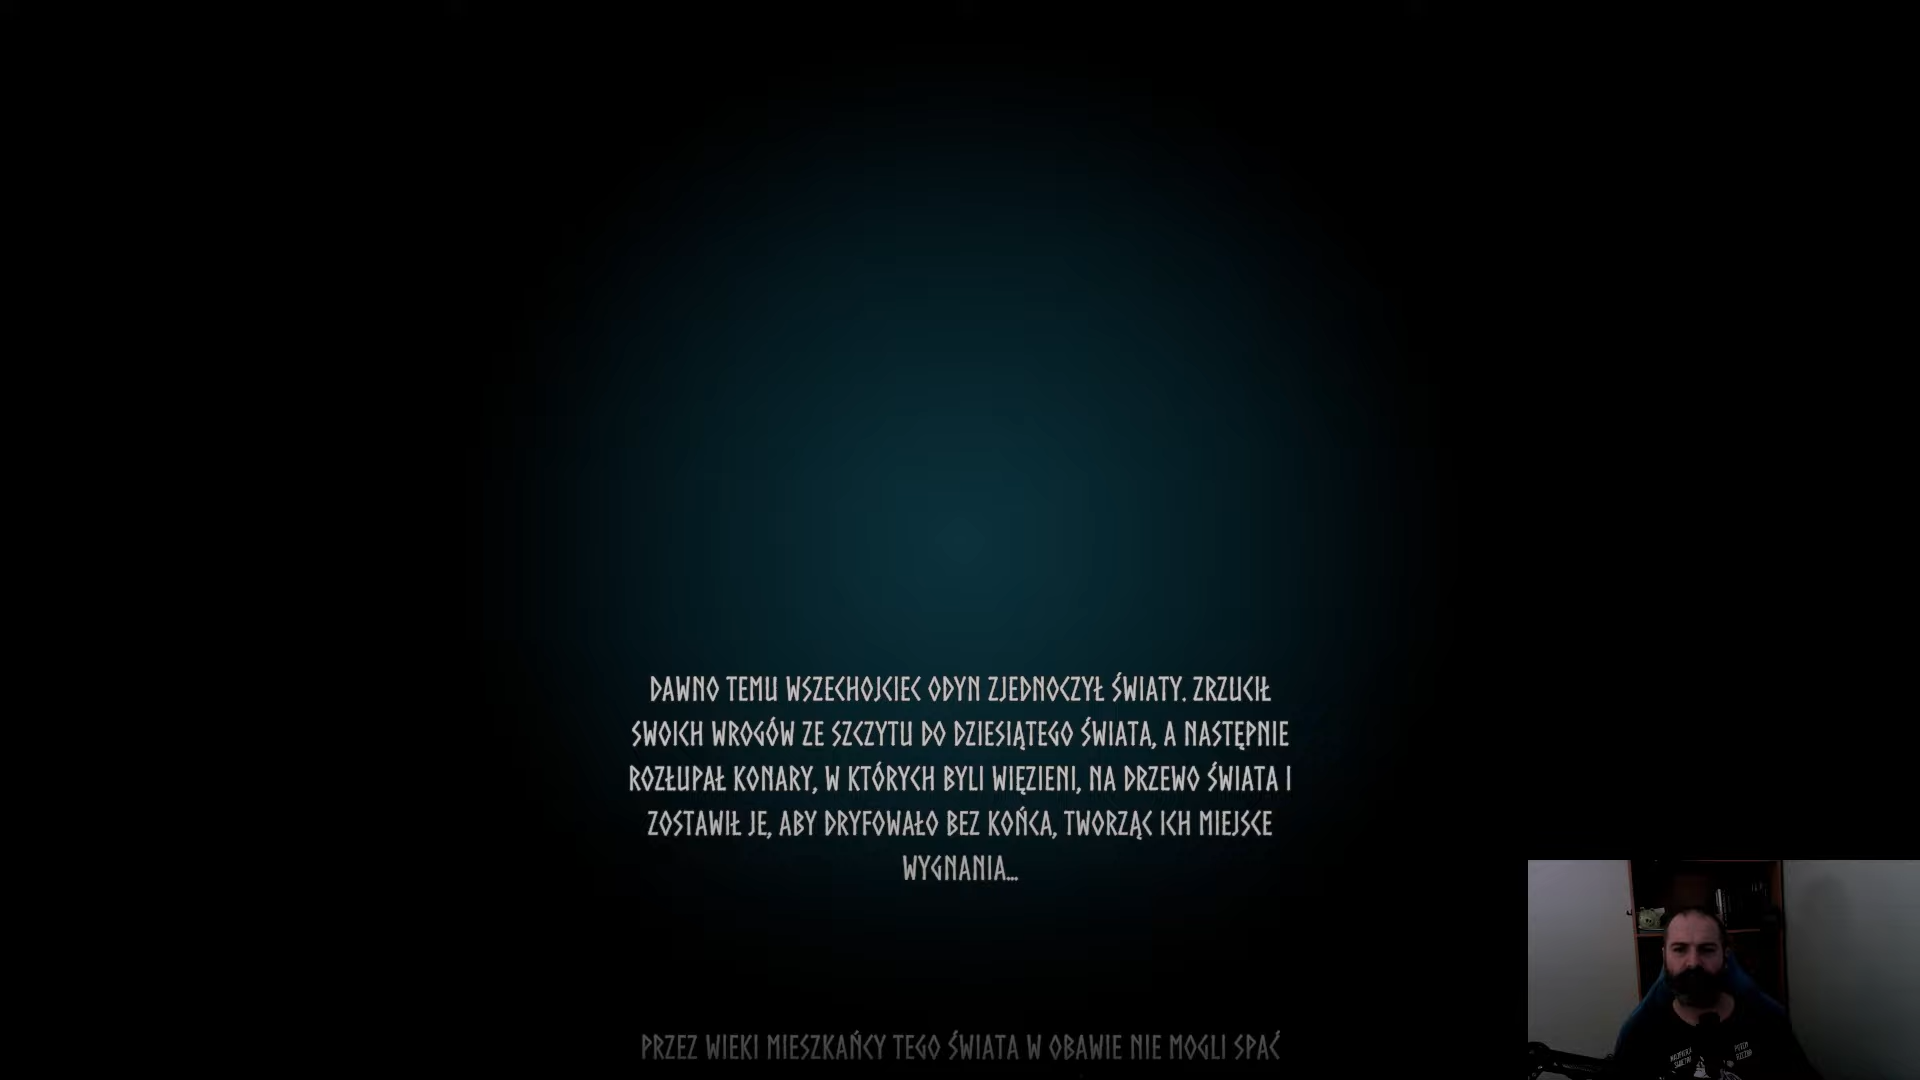 DAWNO TEMU WSZECHOJCIEC ODYN ZJEDNOCZYŁ ŚWIATY. ZRZUCIŁ
SWOICH WROGÓW ZE SZCZYTU DO DZIESIĄTEGO ŚWIATA, A NASTĘPNIE
ROZŁUPAŁ KONARY, W KTÓRYCH BYLI WIĘZIENI, NA DRZEWO ŚWIATA I
ZOSTAWIŁ JE, ABY DRYFOWAŁO BEZ KOŃCA, TWORZĄC ICH MIEJSCE
WYGNANIA...
PRZEZ WIEKI MIESZKAŃCY TEGO ŚWIATA W OBAWIE NIE MOGLI SPAĆ